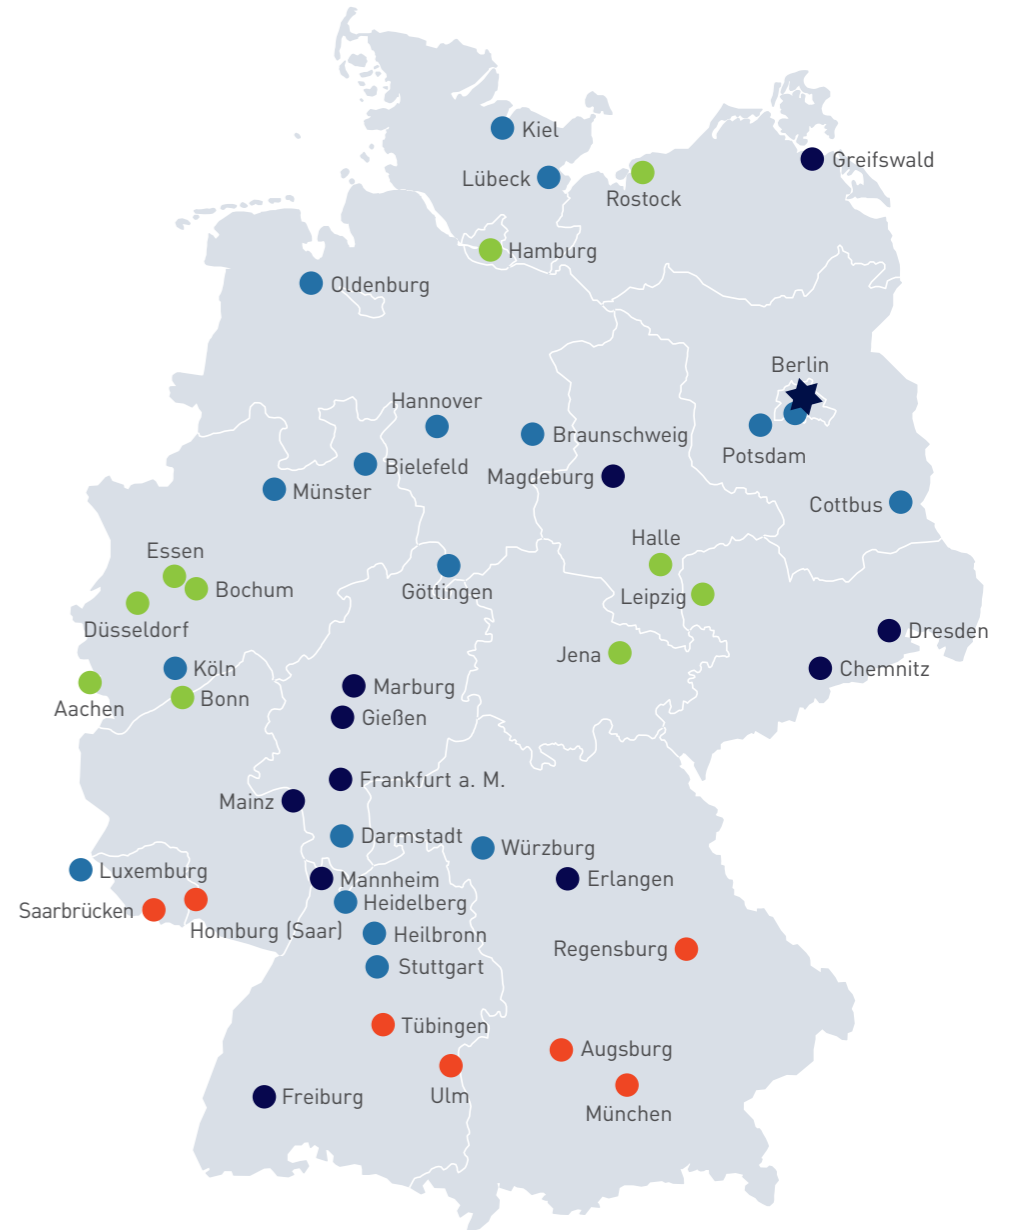 Kiel
Greifswald
Lübeck
Rostock
Hamburg
Oldenburg
Berlin
Hannover
Braunschweig
Potsdam
Bielefeld
Magdeburg
Münster
Cottbus
Halle
Essen
Bochum
Göttingen
Leipzig
Düsseldorf
Dresden
Jena
Köln
Chemnitz
Marburg
Bonn
Aachen
Gießen
Frankfurt a. M.
Mainz
Darmstadt
Würzburg
Luxemburg
Mannheim
Erlangen
Heidelberg
Saarbrücken
Homburg (Saar)
Heilbronn
Regensburg
Stuttgart
Tübingen
Augsburg
Ulm
Freiburg
München